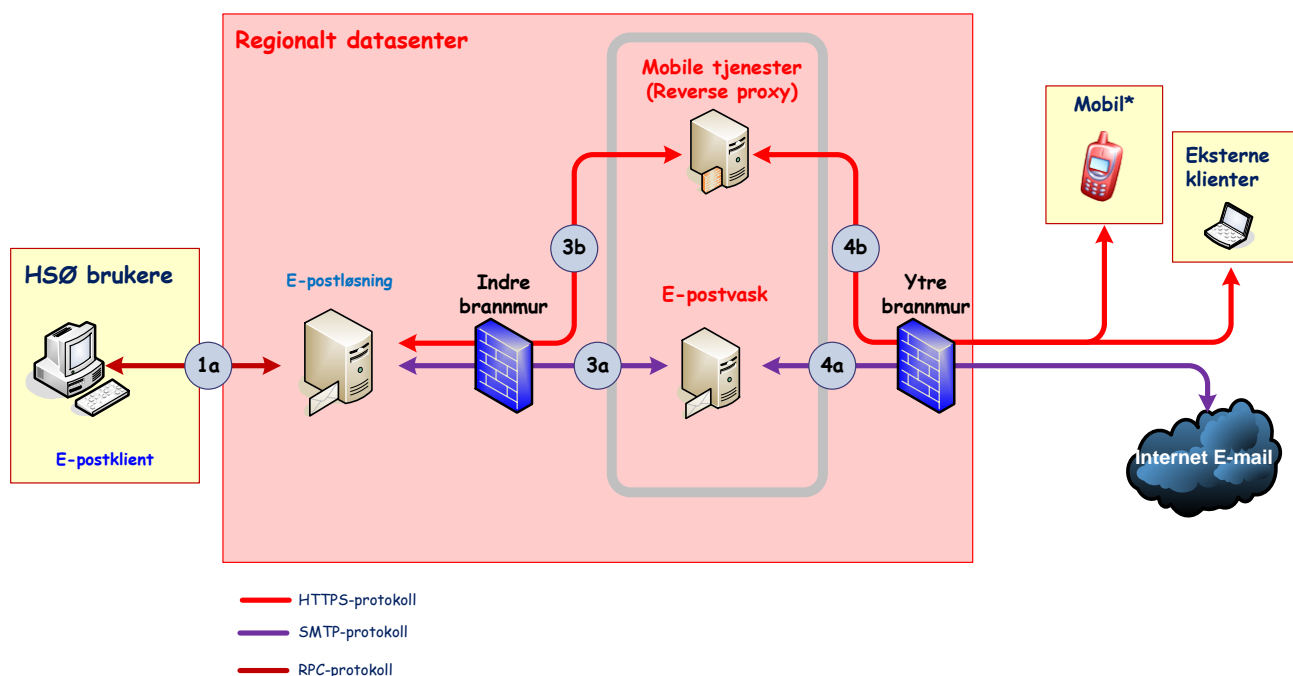 Regionalt datasenter
Mobile tjenester
(Reverse proxy)
Mobil*
Eksterne
klienter
HSØ brukere
3b
4b
E-postløsning
Indre
brannmur
E-postvask
Ytre
brannmur
1a
3a
4a
E-postklient
Internet E-mail
HTTPS-protokoll
SMTP-protokoll
RPC-protokoll